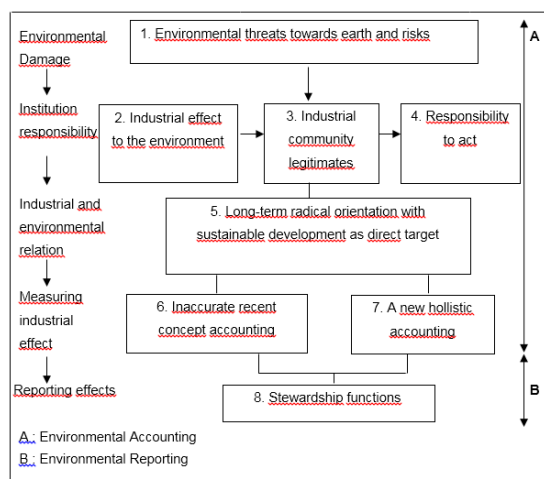 Environmental
Damage
1. Environmental threats towards earth and risks
A
Institution
responsibility
2. Industrial effect
to the environment
3. Industrial
community
legitimates
4. Responsibility
to act
Industrial and
environmental
relation
5. Long-term radical orientation with
sustainable development as direct target
Measuring
industrial
effect
6. Inaccurate recent
concept accounting
7. A new hollistic
accounting
Reporting effects
8. Stewardship functions
B
A : Environmental Accounting
B : Environmental Reporting